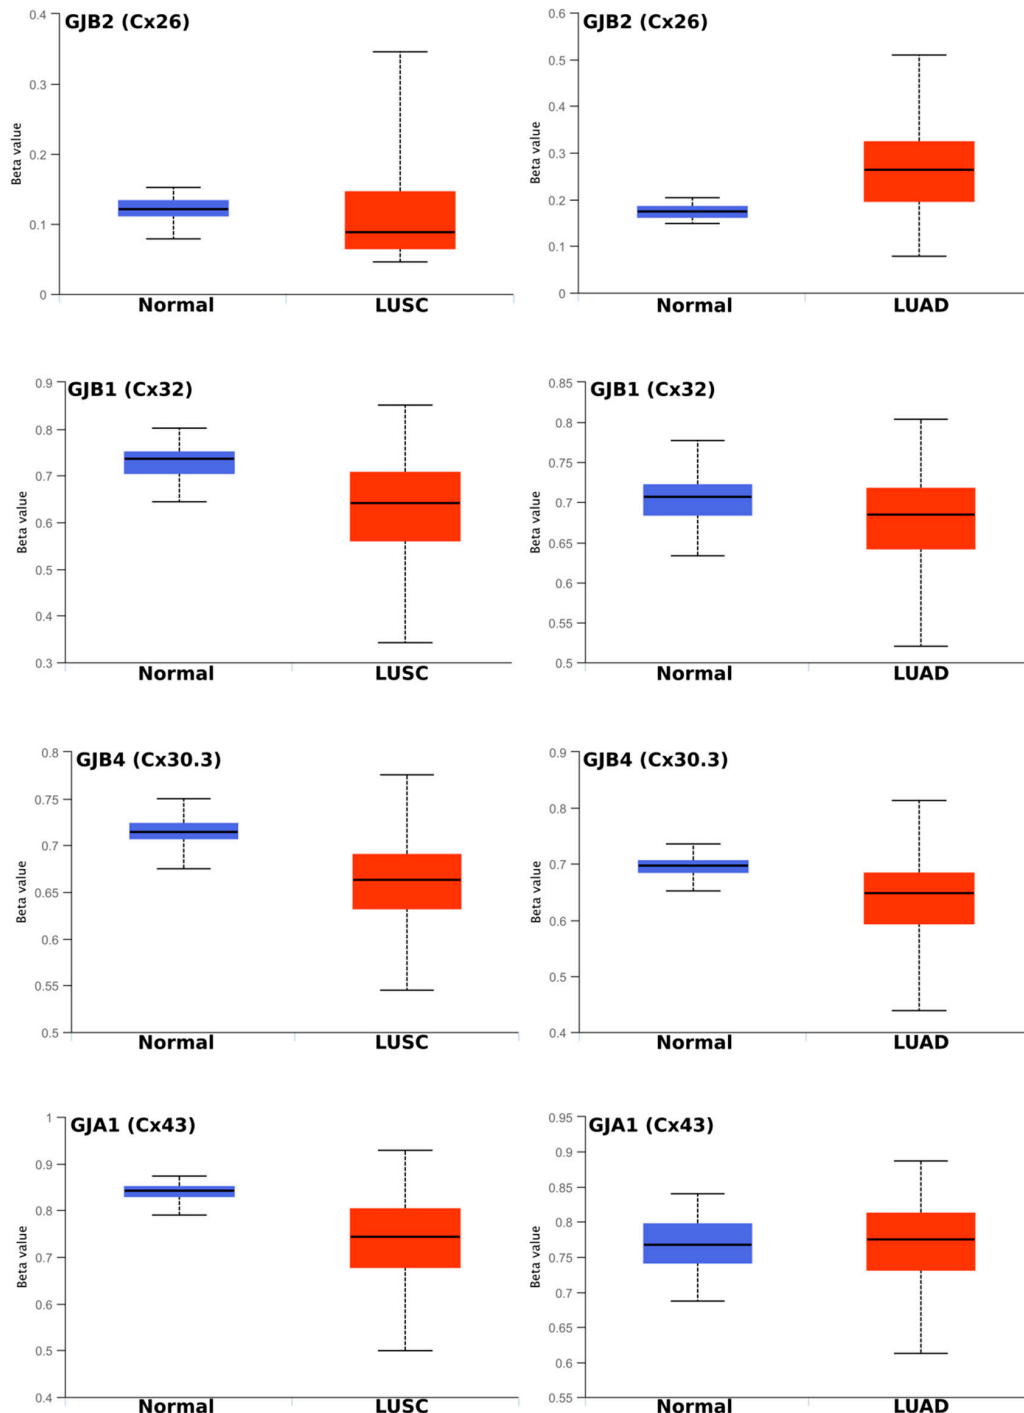 GJB2 (Cx26)
0.4
0.3
0.2
0.1
0
Beta value
Normal
LUSC
GJB2 (Cx26)
0.6
0.5
0.4
0.3
0.2
0.1
0
Beta value
Normal
LUAD
GJB1 (Cx32)
0.9
0.8
0.7
0.6
0.5
0.4
0.3
Beta value
Normal
LUSC
GJB1 (Cx32)
0.85
0.8
0.75
0.7
0.65
0.6
0.55
0.5
Beta value
Normal
LUAD
GJB4 (Cx30.3)
0.8
0.75
0.7
0.65
0.6
0.55
0.5
Beta value
Normal
LUSC
GJB4 (Cx30.3)
0.9
0.8
0.7
0.6
0.5
0.4
Beta value
Normal
LUAD
GJA1 (Cx43)
1
0.9
0.8
0.7
0.6
0.5
0.4
Beta value
Normal
LUSC
GJA1 (Cx43)
0.95
0.9
0.85
0.8
0.75
0.7
0.65
0.6
0.55
Beta value
Normal
LUAD